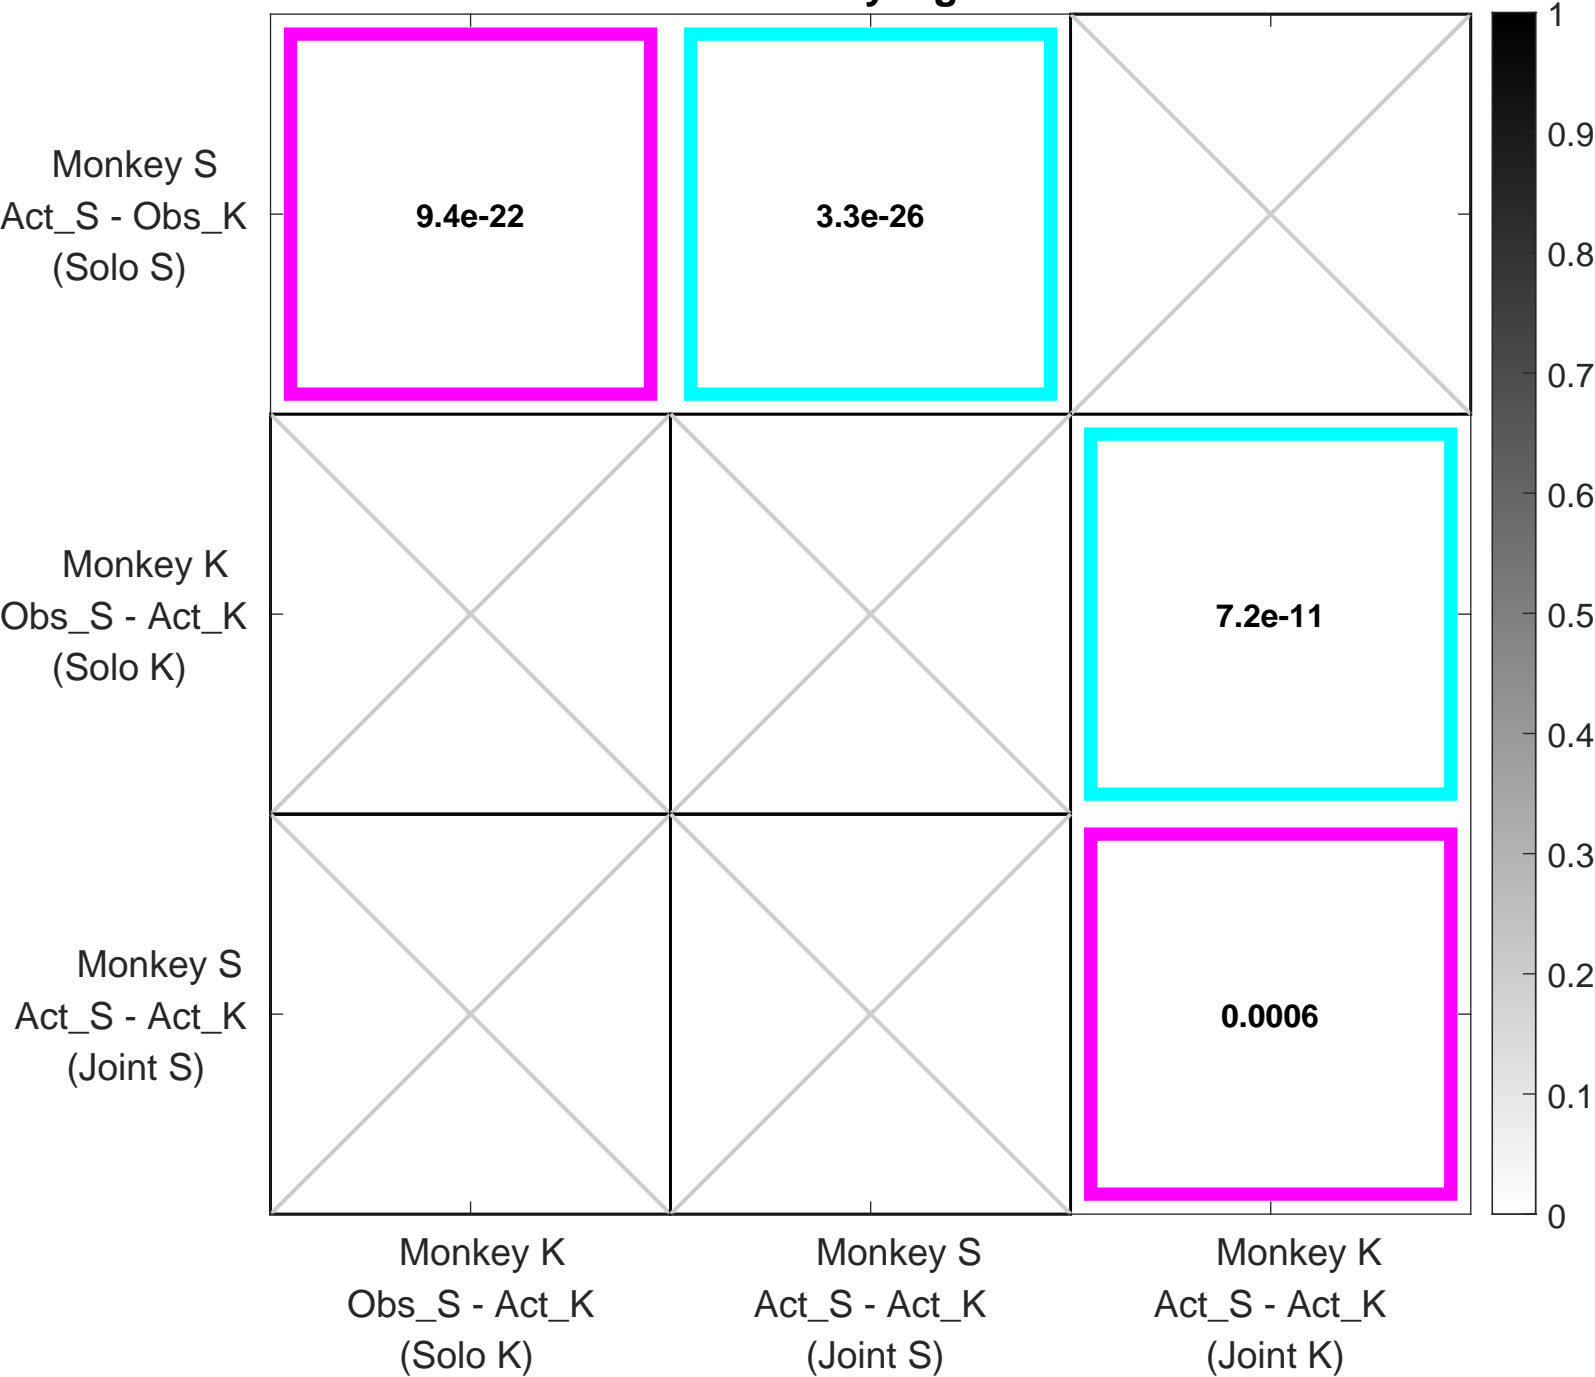 1
0.9
0.8
0.7
0.6
0.5
0.4
0.3
0.2
0.1
0
Monkey S
Act_S - Obs_K
(Solo S)
9.4e-22
3.3e-26
Monkey K
Obs_S - Act_K
(Solo K)
7.2e-11
Monkey S
Act_S - Act_K
(Joint S)
0.0006
Monkey K
Obs_S - Act_K
(Solo K)
Monkey S
Act_S - Act_K
(Joint S)
Monkey K
Act_S - Act_K
(Joint K)